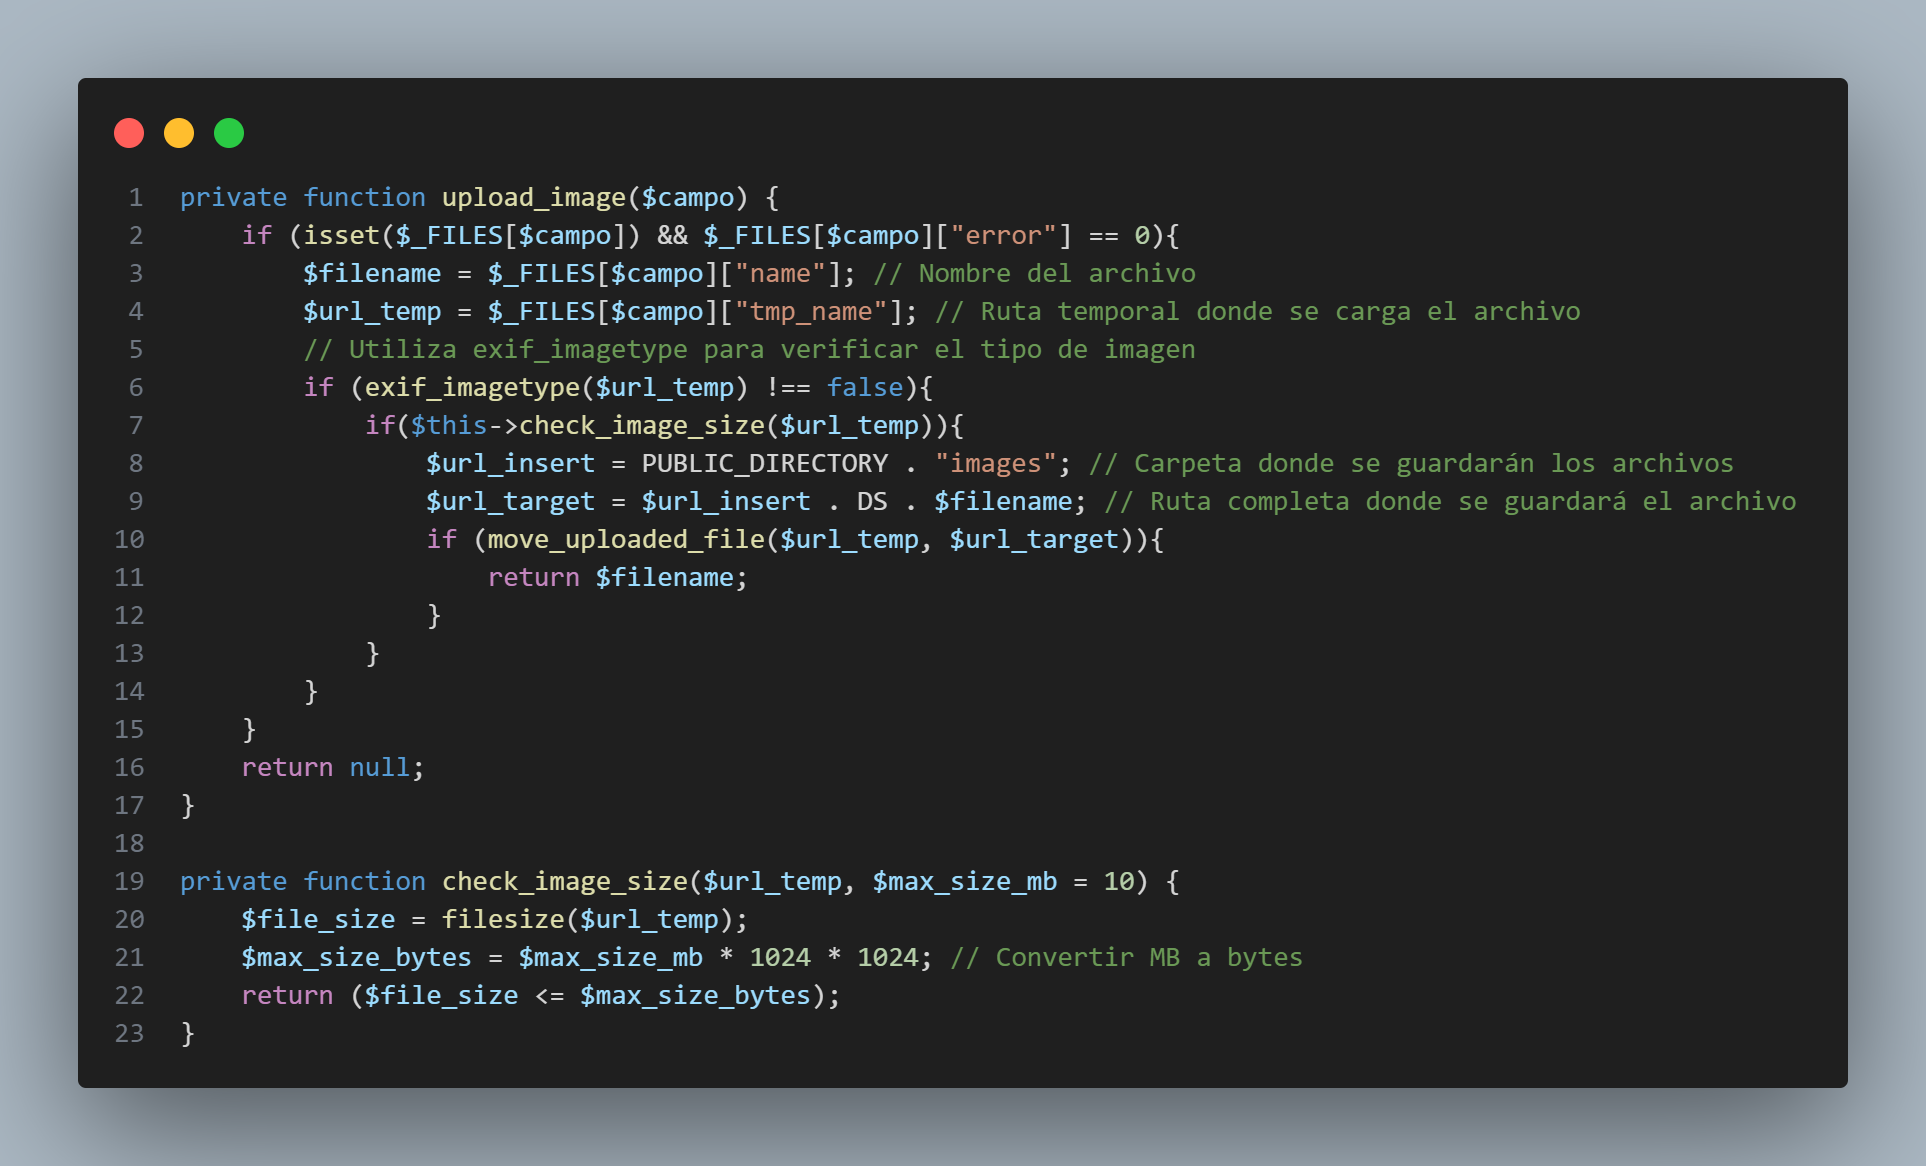 1 private function upload_image($campo) {
2 if (isset($_FILES[$campo]) && $_FILES[$campo]["error"] == 0){
3 $filename = $_FILES[$campo]["name"]; // Nombre del archivo
4 $url_temp = $_FILES[$campo]["tmp_name"]; // Ruta temporal donde se carga el archivo
5 // Utiliza exif_imagetype para verificar el tipo de imagen
6 if (exif_imagetype($url_temp) !== false){
7 if($this->check_image_size($url_temp)){
8 $url_insert = PUBLIC_DIRECTORY . "images"; // Carpeta donde se guardarán los archivos
9 $url_target = $url_insert . DS . $filename; // Ruta completa donde se guardará el archivo
10 if (move_uploaded_file($url_temp, $url_target)){
11 return $filename;
12 }
13 }
14 }
15 }
16 return null;
17 }
18
19 private function check_image_size($url_temp, $max_size_mb = 10) {
20 $file_size = filesize($url_temp);
21 $max_size_bytes = $max_size_mb * 1024 * 1024; // Convertir MB a bytes
22 return ($file_size <= $max_size_bytes);
23 }